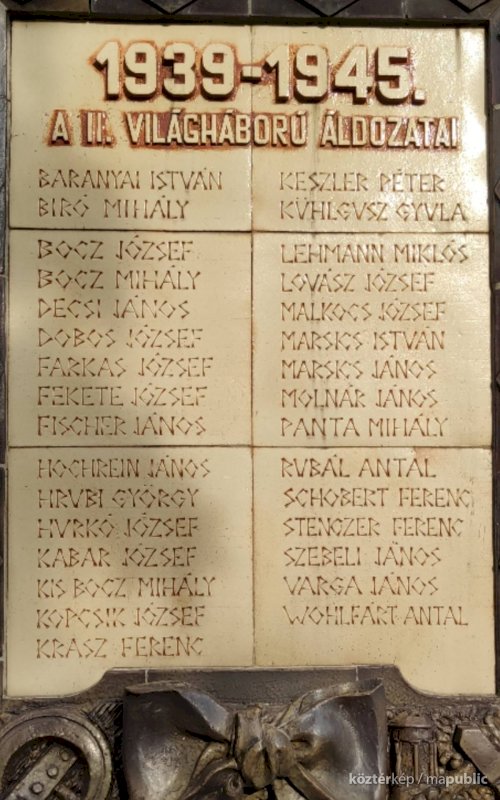 1939-1945.
A II. VILÁGHÁBORÚ ÁLDOZATAI
BARANYAI ISTVÁN
BIRÓ MIHÁLY
BOCZ JÓZSEF
BOCZ MIHÁLY
DECSI JÁNOS
DOBOS JÓZSEF
FARKAS JÓZSEF
FEKETE JÓZSEF
FISCHER JÁNOS
HOCHREIN JÁNOS
HRUBI GYÖRGY
HURKÓ JÓZSEF
KABAR JÓZSEF
KIS BOCZ MIHÁLY
KOPCSIK JÓZSEF
KRASZ FERENC
KESZLER PÉTER
KÜHLGUSZ GYULA
LEHMANN MIKLÓS
LOVÁSZ JÓZSEF
MALKOCS JÓZSEF
MARSICS ISTVÁN
MARSICS JÁNOS
MOLNÁR JÁNOS
PANTA MIHÁLY
RUBÁL ANTAL
SCHOBERT FERENC
STENCZER FERENC
SZEBELI JÁNOS
VARGA JÁNOS
WOHLFÁRT ANTAL
köztérkép / mapublic